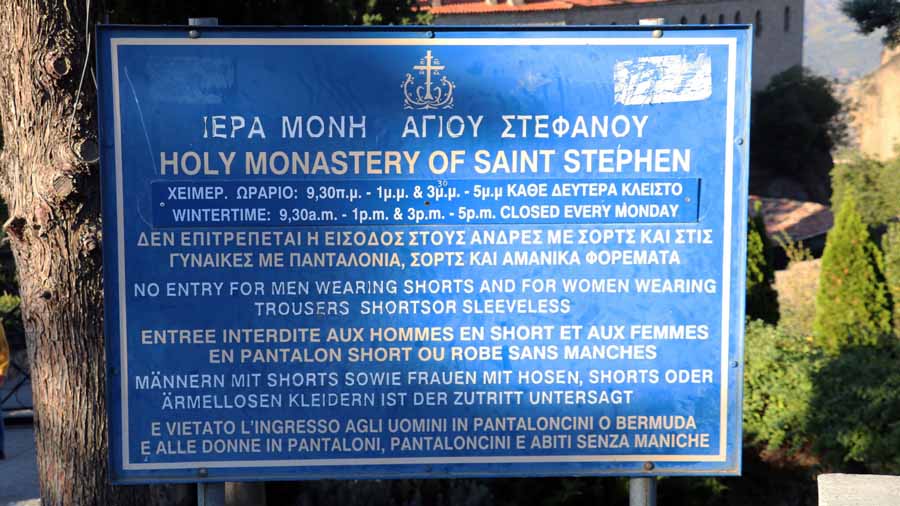 ΙΕΡΑ ΜΟΝΗ ΑΓΙΟΥ ΣΤΕΦΑΝΟΥ
HOLY MONASTERY OF SAINT STEPHEN
ΧΕΙΜΕΡ. ΩΡΑΡΙΟ: 9,30π.μ. - 1μ.μ. & 3μ.μ. - 5μ.μ ΚΑΘΕ ΔΕΥΤΕΡΑ ΚΛΕΙΣΤΟ
WINTERTIME: 9,30a.m. - 1p.m. & 3p.m. - 5p.m. CLOSED EVERY MONDAY
ΔΕΝ ΕΠΙΤΡΕΠΕΤΑΙ Η ΕΙΣΟΔΟΣ ΣΤΟΥΣ ΑΝΔΡΕΣ ΜΕ ΣΟΡΤΣ ΚΑΙ ΣΤΙΣ
ΓΥΝΑΙΚΕΣ ΜΕ ΠΑΝΤΑΛΟΝΙΑ, ΣΟΡΤΣ ΚΑΙ ΑΜΑΝΙΚΑ ΦΟΡΕΜΑΤΑ
NO ENTRY FOR MEN WEARING SHORTS AND FOR WOMEN WEARING
TROUSERS SHORTSOR SLEEVELESS
ENTREE INTERDITE AUX HOMMES EN SHORT ET AUX FEMMES
EN PANTALON SHORT OU ROBE SANS MANCHES
MÄNNERN MIT SHORTS SOWIE FRAUEN MIT HOSEN, SHORTS ODER
ÄRMELLOSEN KLEIDERN IST DER ZUTRITT UNTERSAGT
E VIETATO L'INGRESSO AGLI UOMINI IN PANTALONCINI O BERMUDA
E ALLE DONNE IN PANTALONI, PANTALONCINI E ABITI SENZA MANICHE